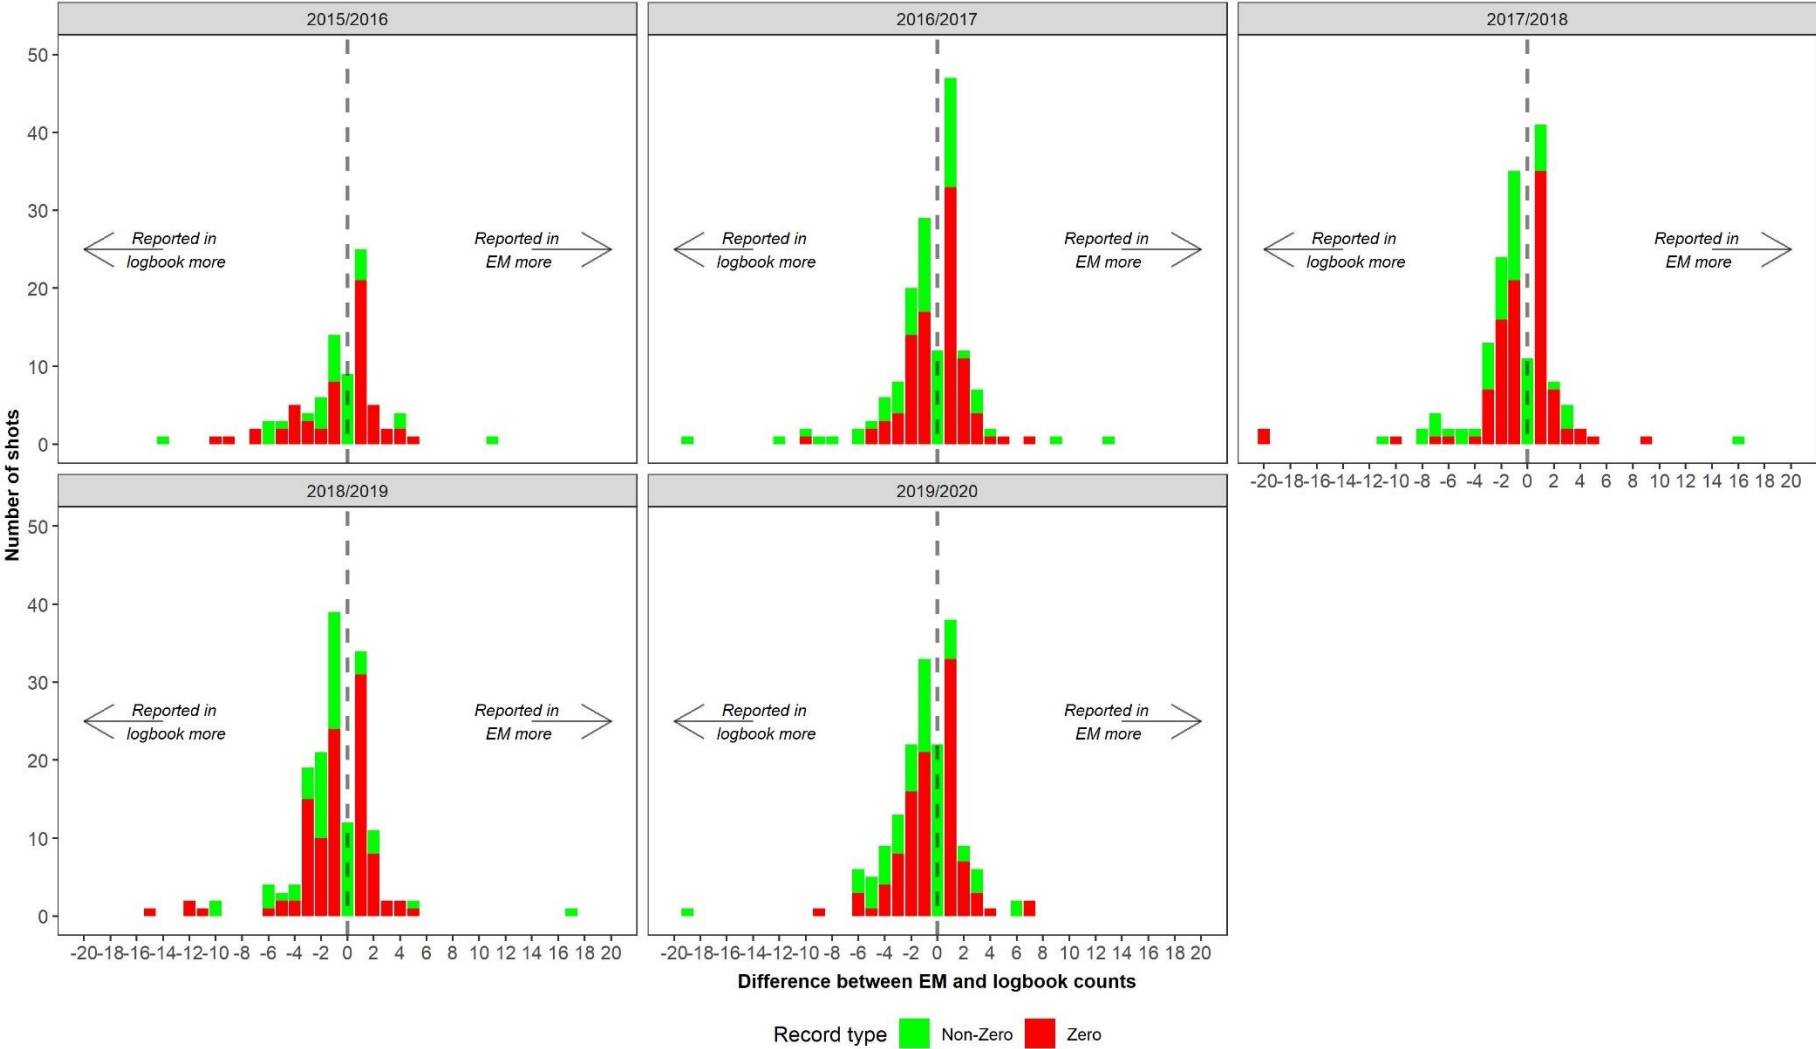 2015/2016
2016/2017
2017/2018
50
40
30
20
10
0
Reported in
logbook more
Reported in
EM more
Reported in
logbook more
Reported in
EM more
Reported in
logbook more
Reported in
EM more
-20-18-16-14-12-10 -8 -6 -4 -2 0 2 4 6 8 10 12 14 16 18 20
Number of shots
2018/2019
2019/2020
50
40
30
20
10
0
Reported in
logbook more
Reported in
EM more
Reported in
logbook more
Reported in
EM more
-20-18-16-14-12-10 -8 -6 -4 -2 0 2 4 6 8 10 12 14 16 18 20
-20-18-16-14-12-10 -8 -6 -4 -2 0 2 4 6 8 10 12 14 16 18 20
Difference between EM and logbook counts
Record type Non-Zero Zero